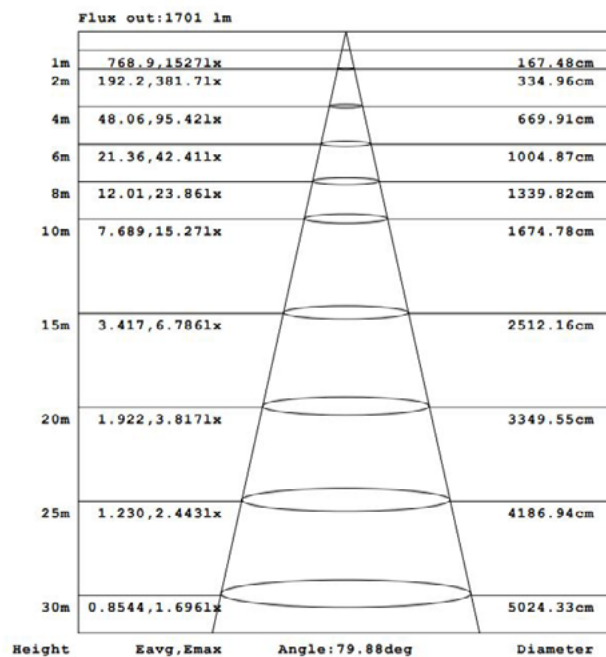 Flux out:1701 lm
1m 768.9,1527lx 167.48cm
2m 192.2,381.7lx 334.96cm
4m 48.06,95.42lx 669.91cm
6m 21.36,42.41lx 1004.87cm
8m 12.01,23.86lx 1339.82cm
10m 7.689,15.27lx 1674.78cm
15m 3.417,6.786lx 2512.16cm
20m 1.922,3.817lx 3349.55cm
25m 1.230,2.443lx 4186.94cm
30m 0.8544,1.696lx 5024.33cm
Height Eavg,Emax Angle:79.88deg Diameter